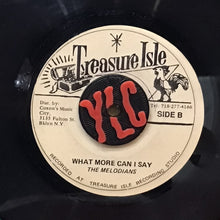 Treasure Isle
Dist. by:
Coxson's Music
City,
3135 Fulton St.
Bklyn N.Y.
Tel: 718-277-4166
SIDE B
YLC
WHAT MORE CAN I SAY
THE MELODIANS
RECORDED AT TREASURE ISLE RECORDING STUDIO